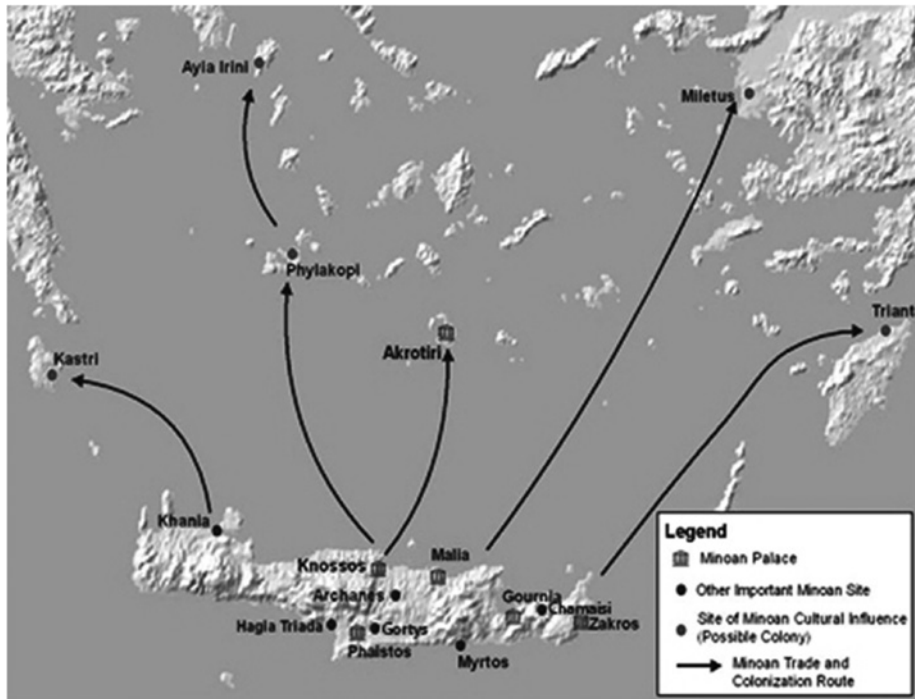 Ayia Irini
Miletus
Phylakopi
Triant
Akrotiri
Kastri
Khania
Knossos
Malia
Archanes
Gournia
Chamaisi
Hagia Triada
Gortys
Zakros
Phaistos
Myrtos
Legend
Minoan Palace
Other Important Minoan Site
Site of Minoan Cultural Influence
(Possible Colony)
Minoan Trade and
Colonization Route